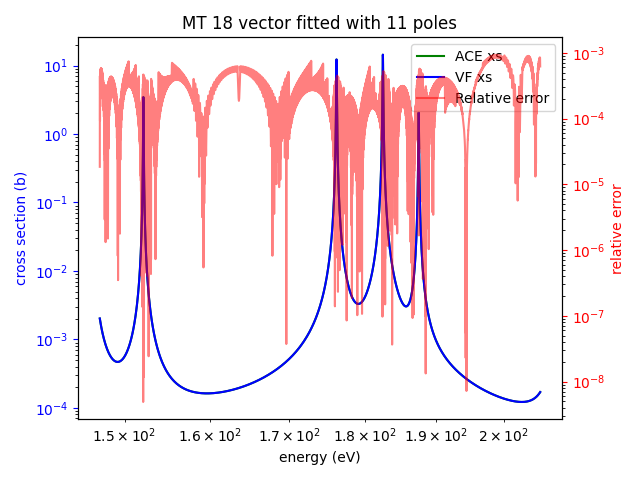 MT 18 vector fitted with 11 poles
ACE xs
VF xs
Relative error
10¹
10⁰
10⁻¹
10⁻²
10⁻³
10⁻⁴
cross section (b)
10⁻³
10⁻⁴
10⁻⁵
10⁻⁶
10⁻⁷
10⁻⁸
relative error
1.5 × 10² 1.6 × 10² 1.7 × 10² 1.8 × 10² 1.9 × 10² 2 × 10²
energy (eV)